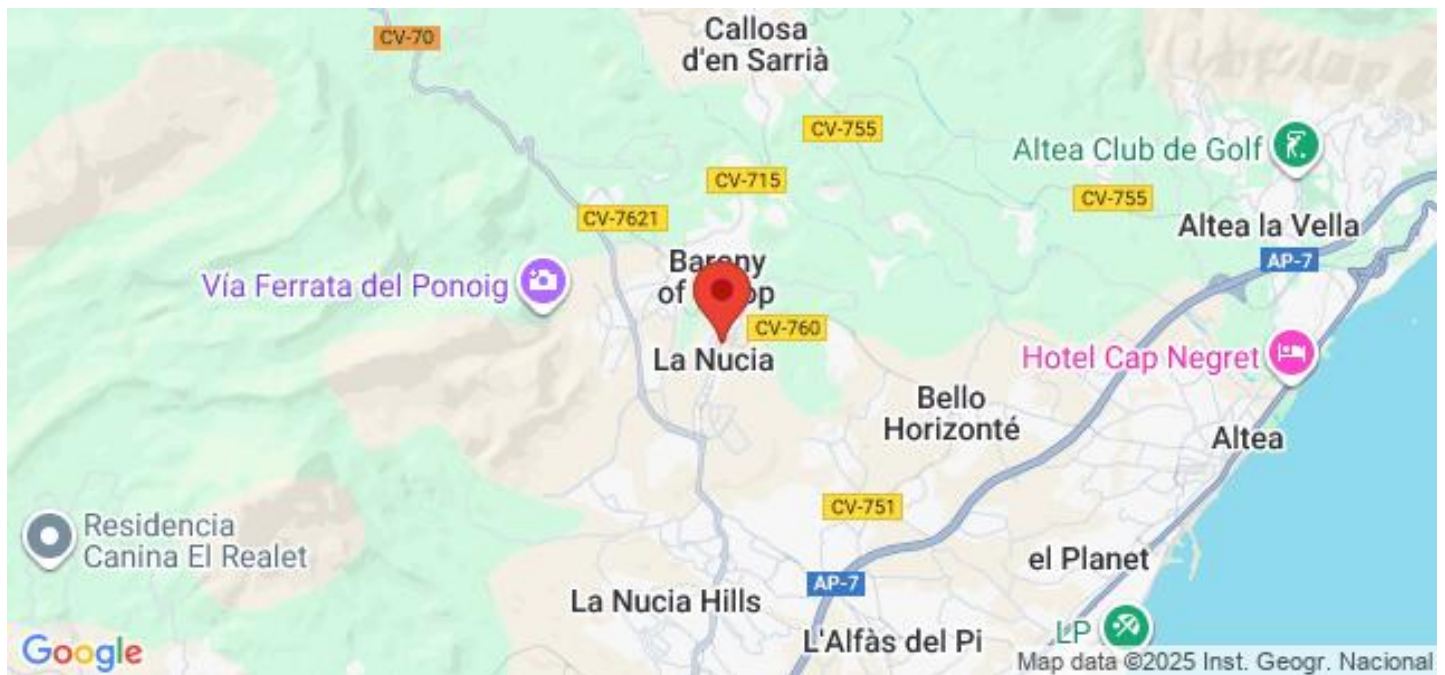 CV-70
Callosa
d'en Sarrià
CV-755
Altea Club de Golf
CV-715
CV-755
CV-7621
Altea la Vella
Barony
of
op
AP-7
Vía Ferrata del Ponoig
CV-760
La Nucia
Hotel Cap Negret
Bello
Horizonté
Altea
CV-751
Residencia
Canina El Realet
el Planet
AP-7
La Nucia Hills
L'Alfàs del Pi
LP
Google
Map data ©2025 Inst. Geogr. Nacional